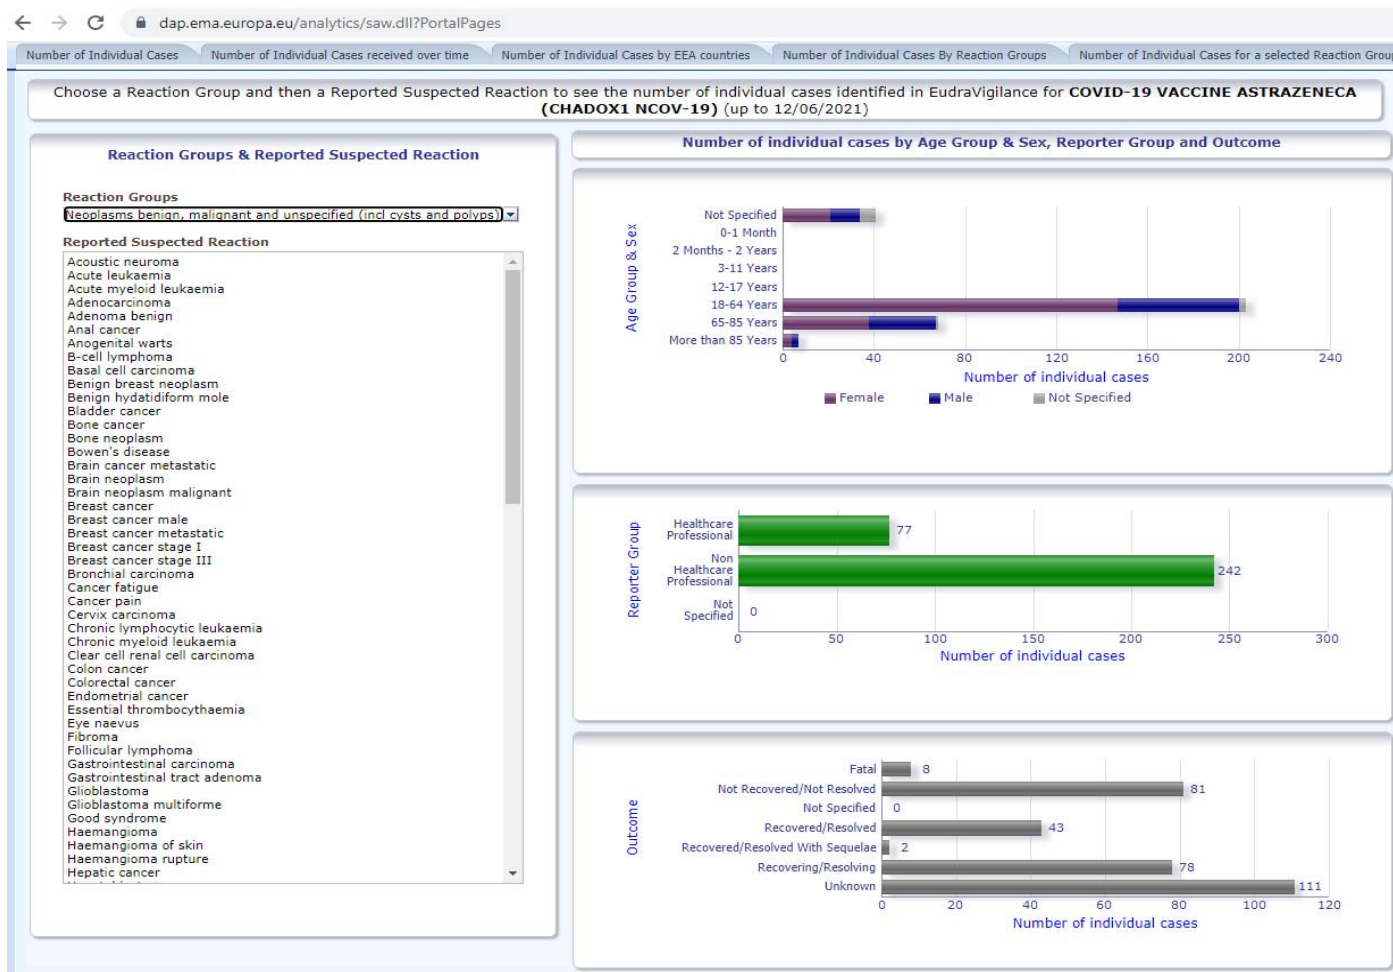 dap.ema.europa.eu/analytics/saw.dll?PortalPages
Number of Individual Cases
Number of Individual Cases received over time
Number of Individual Cases by EEA countries
Number of Individual Cases By Reaction Groups
Number of Individual Cases for a selected Reaction Grou
Choose a Reaction Group and then a Reported Suspected Reaction to see the number of individual cases identified in EudraVigilance for COVID-19 VACCINE ASTRAZENECA
(CHADOX1 NCOV-19) (up to 12/06/2021)
Reaction Groups & Reported Suspected Reaction
Reaction Groups
Neoplasms benign, malignant and unspecified (incl cysts and polyps)
Reported Suspected Reaction
Acoustic neuroma
Acute leukaemia
Acute myeloid leukaemia
Adenocarcinoma
Adenoma benign
Anal cancer
Anogenital warts
B-cell lymphoma
Basal cell carcinoma
Benign breast neoplasm
Benign hydatidiform mole
Bladder cancer
Bone cancer
Bone neoplasm
Bowen's disease
Brain cancer metastatic
Brain neoplasm
Brain neoplasm malignant
Breast cancer
Breast cancer male
Breast cancer metastatic
Breast cancer stage I
Breast cancer stage III
Bronchial carcinoma
Cancer fatigue
Cancer pain
Cervix carcinoma
Chronic lymphocytic leukaemia
Chronic myeloid leukaemia
Clear cell renal cell carcinoma
Colon cancer
Colorectal cancer
Endometrial cancer
Essential thrombocythaemia
Eye naevus
Fibroma
Follicular lymphoma
Gastrointestinal carcinoma
Gastrointestinal tract adenoma
Glioblastoma
Glioblastoma multiforme
Good syndrome
Haemangioma
Haemangioma of skin
Haemangioma rupture
Hepatic cancer
Number of individual cases by Age Group & Sex, Reporter Group and Outcome
Age Group & Sex
Not Specified
0-1 Month
2 Months - 2 Years
3-11 Years
12-17 Years
18-64 Years
65-85 Years
More than 85 Years
0 40 80 120 160 200 240
Number of individual cases
Female Male Not Specified
Reporter Group
Healthcare
Professional
77
Non
Healthcare
Professional
242
Not
Specified
0
0 50 100 150 200 250 300
Number of individual cases
Outcome
Fatal 8
Not Recovered/Not Resolved 81
Not Specified 0
Recovered/Resolved 43
Recovered/Resolved With Sequelae 2
Recovering/Resolving 78
Unknown 111
0 20 40 60 80 100 120
Number of individual cases